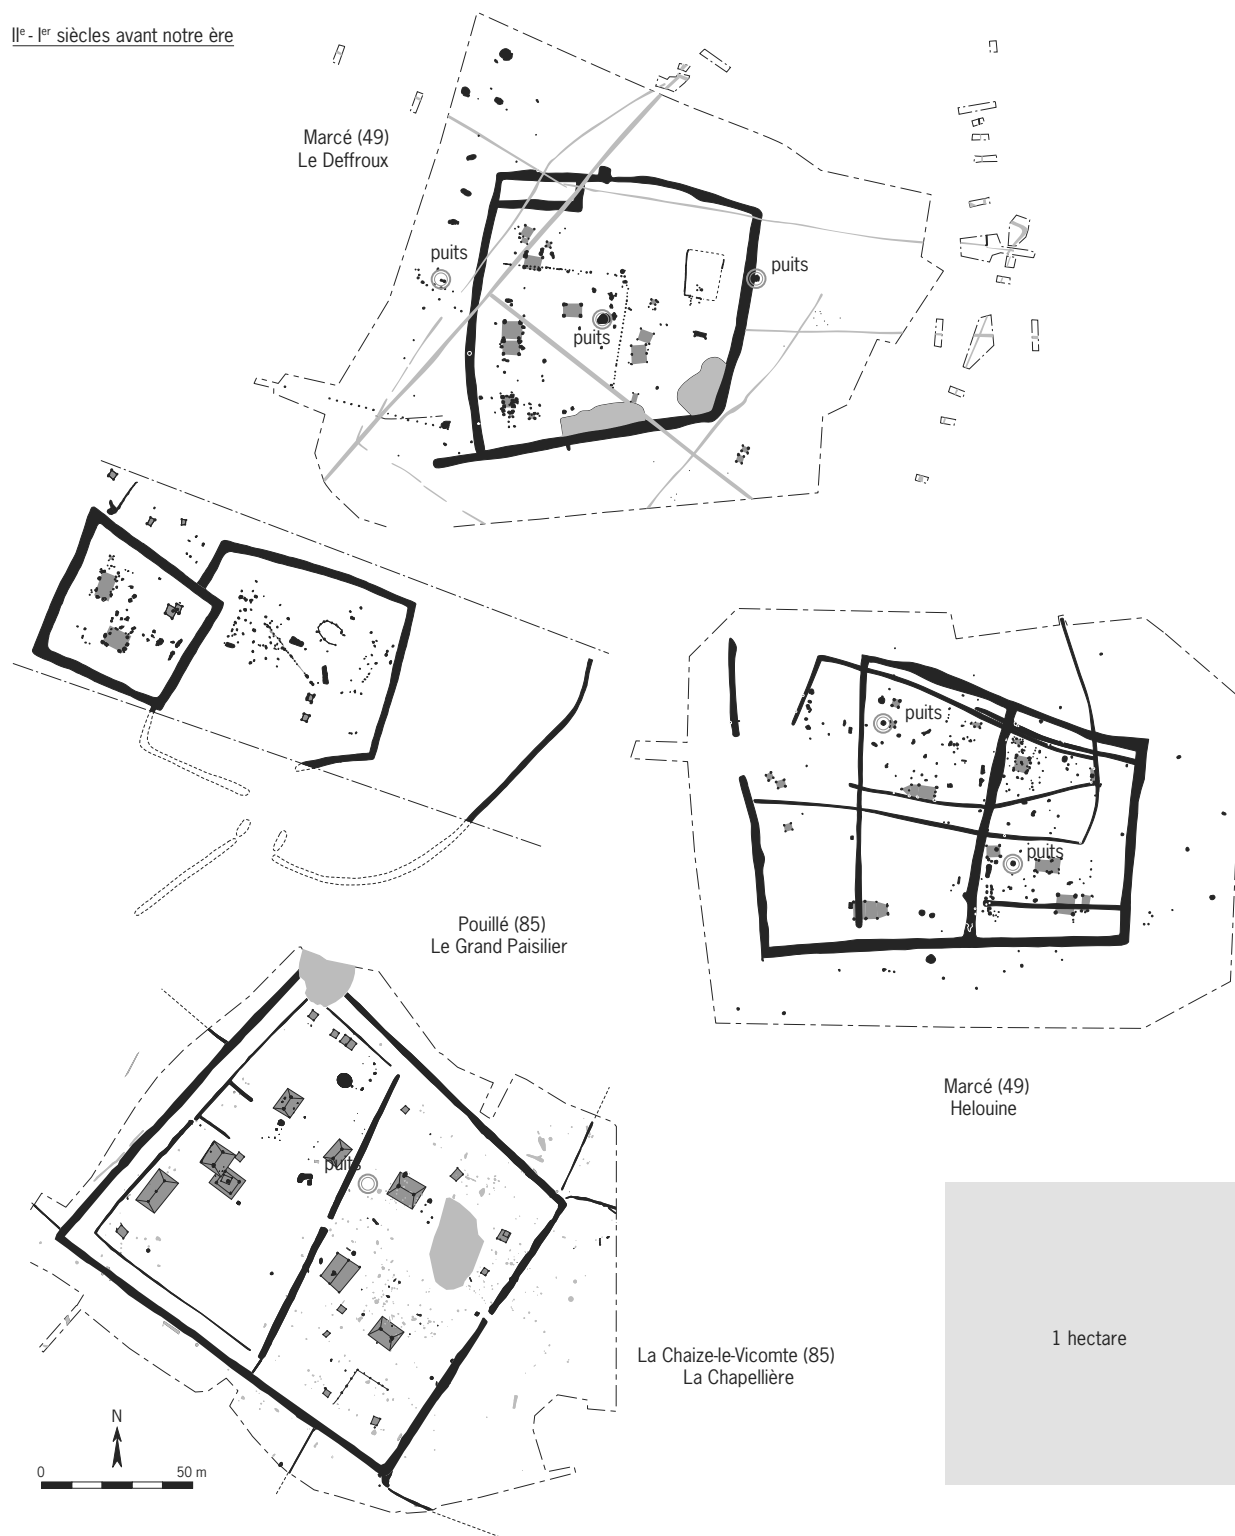 IIᵉ - Iᵉʳ siècles avant notre ère
Marcé (49)
Le Deffroux
puits
puits
puits
Pouillé (85)
Le Grand Paisilier
puits
puits
Marcé (49)
Helouine
puits
La Chaize-le-Vicomte (85)
La Chapellière
1 hectare
N
0 50 m